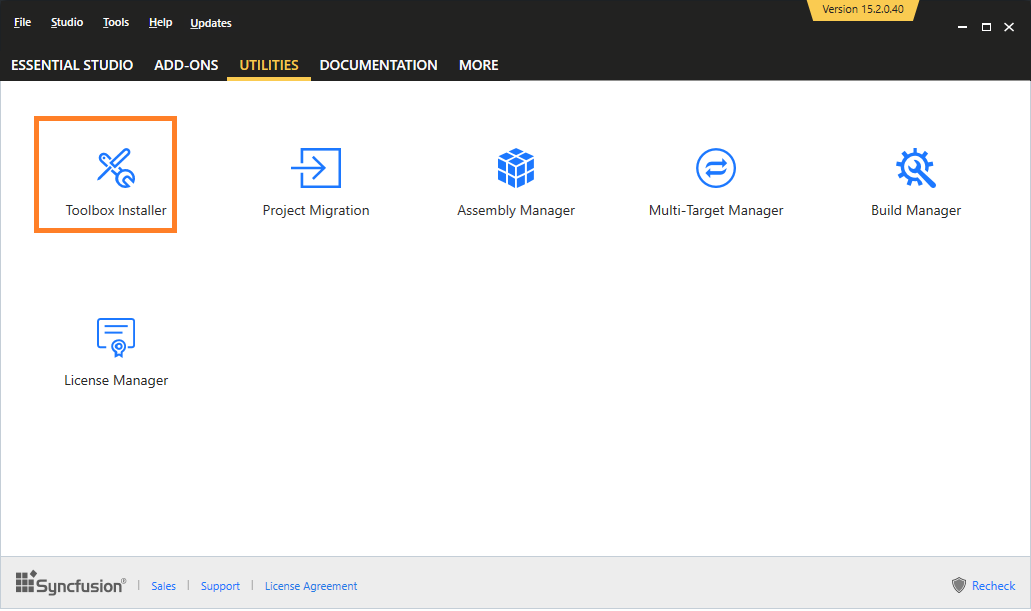 File Studio Tools Help Updates
Version 15.2.0.40
ESSENTIAL STUDIO ADD-ONS UTILITIES DOCUMENTATION MORE
Toolbox Installer Project Migration Assembly Manager Multi-Target Manager Build Manager
License Manager
Syncfusion® | Sales | Support | License Agreement Recheck